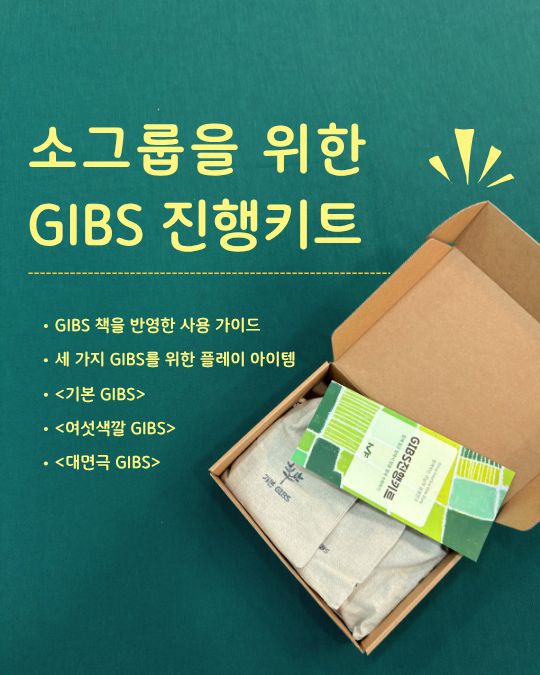 소그룹을 위한
GIBS 진행키트
• GIBS 책을 반영한 사용 가이드
• 세 가지 GIBS를 위한 플레이 아이템
• <기본 GIBS>
• <여섯색깔 GIBS>
• <대면극 GIBS>
GIBS진행키트
기본 GIBS